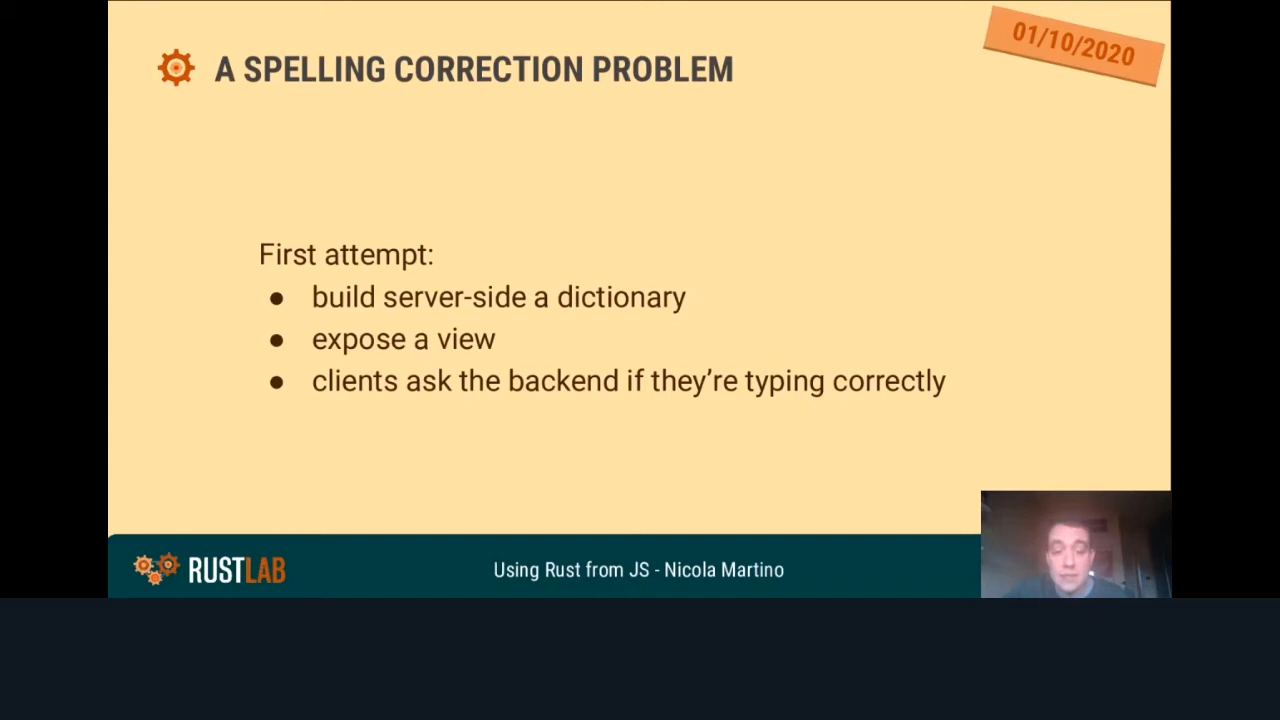 01/10/2020
A SPELLING CORRECTION PROBLEM
First attempt:
● build server-side a dictionary
● expose a view
● clients ask the backend if they’re typing correctly
RUSTLAB
Using Rust from JS - Nicola Martino